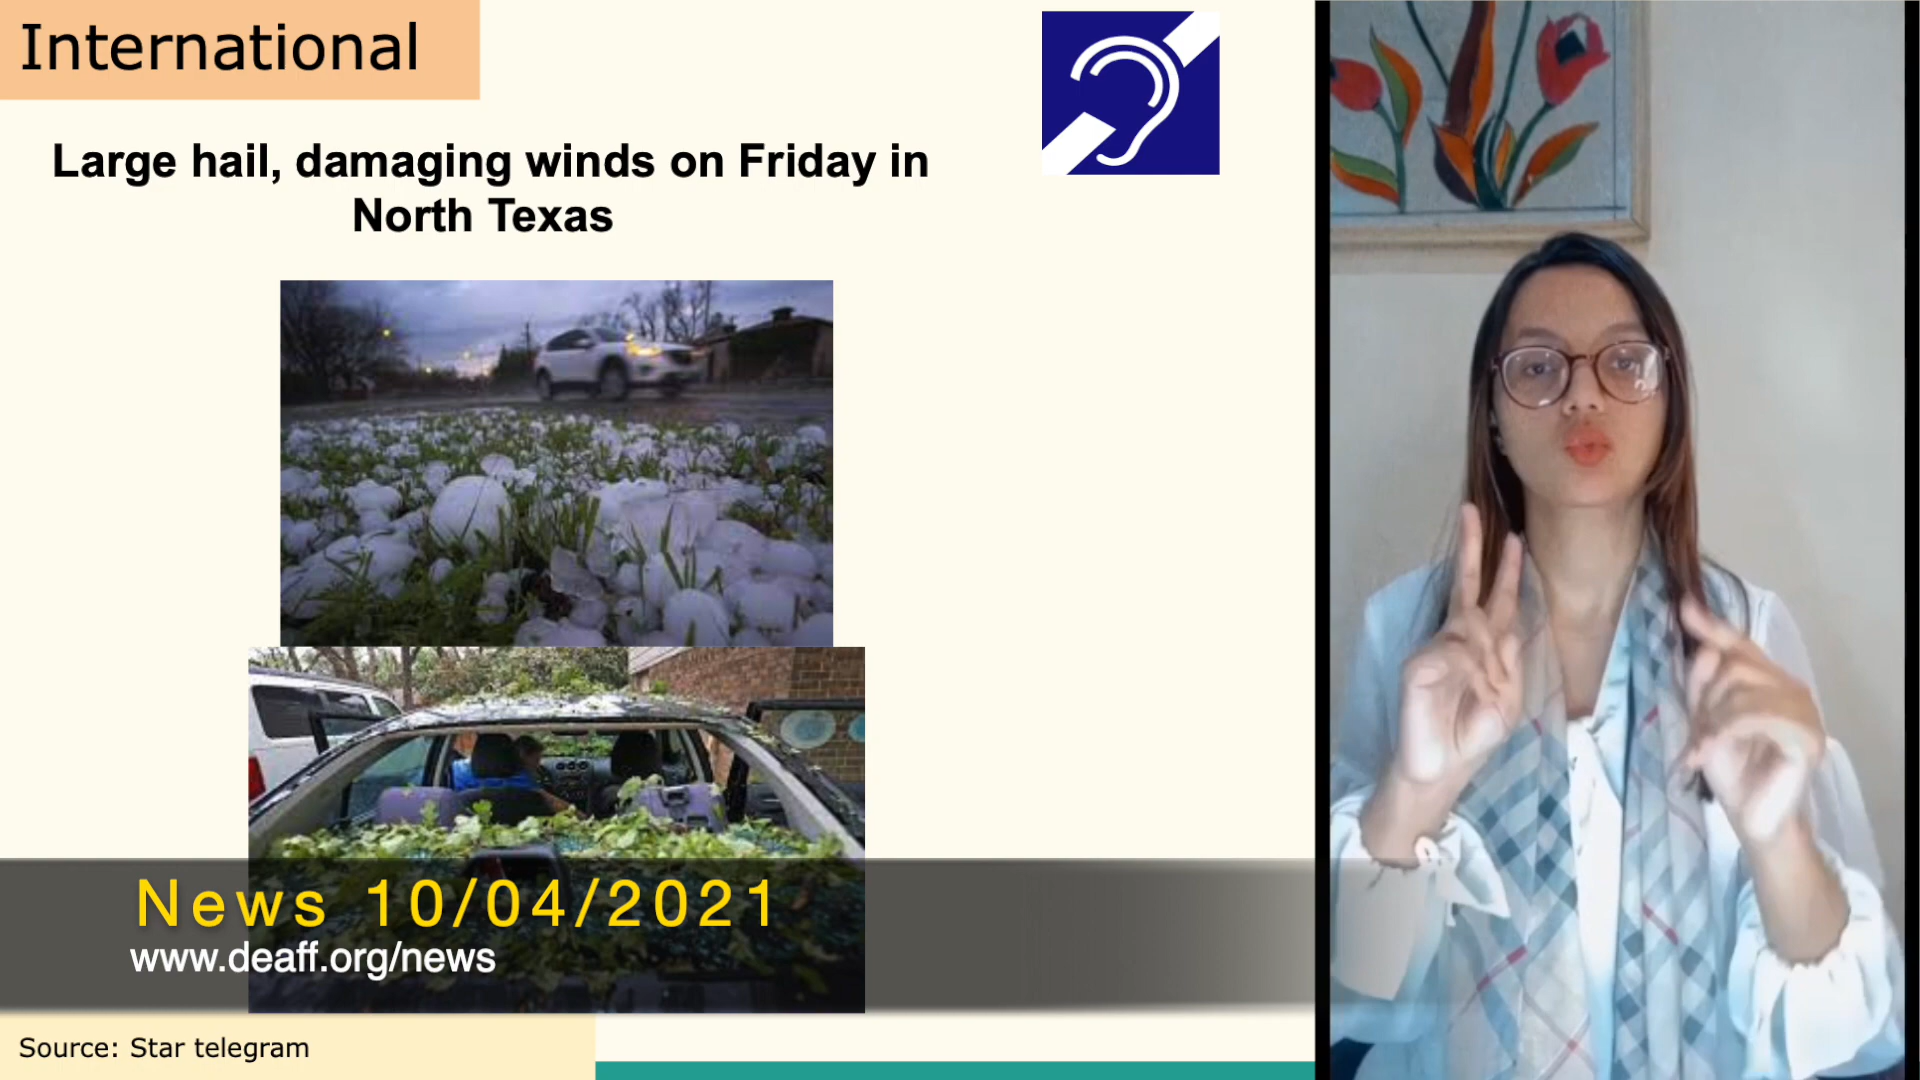 International
Large hail, damaging winds on Friday in
North Texas
News 10/04/2021
www.deaff.org/news
Source: Star telegram